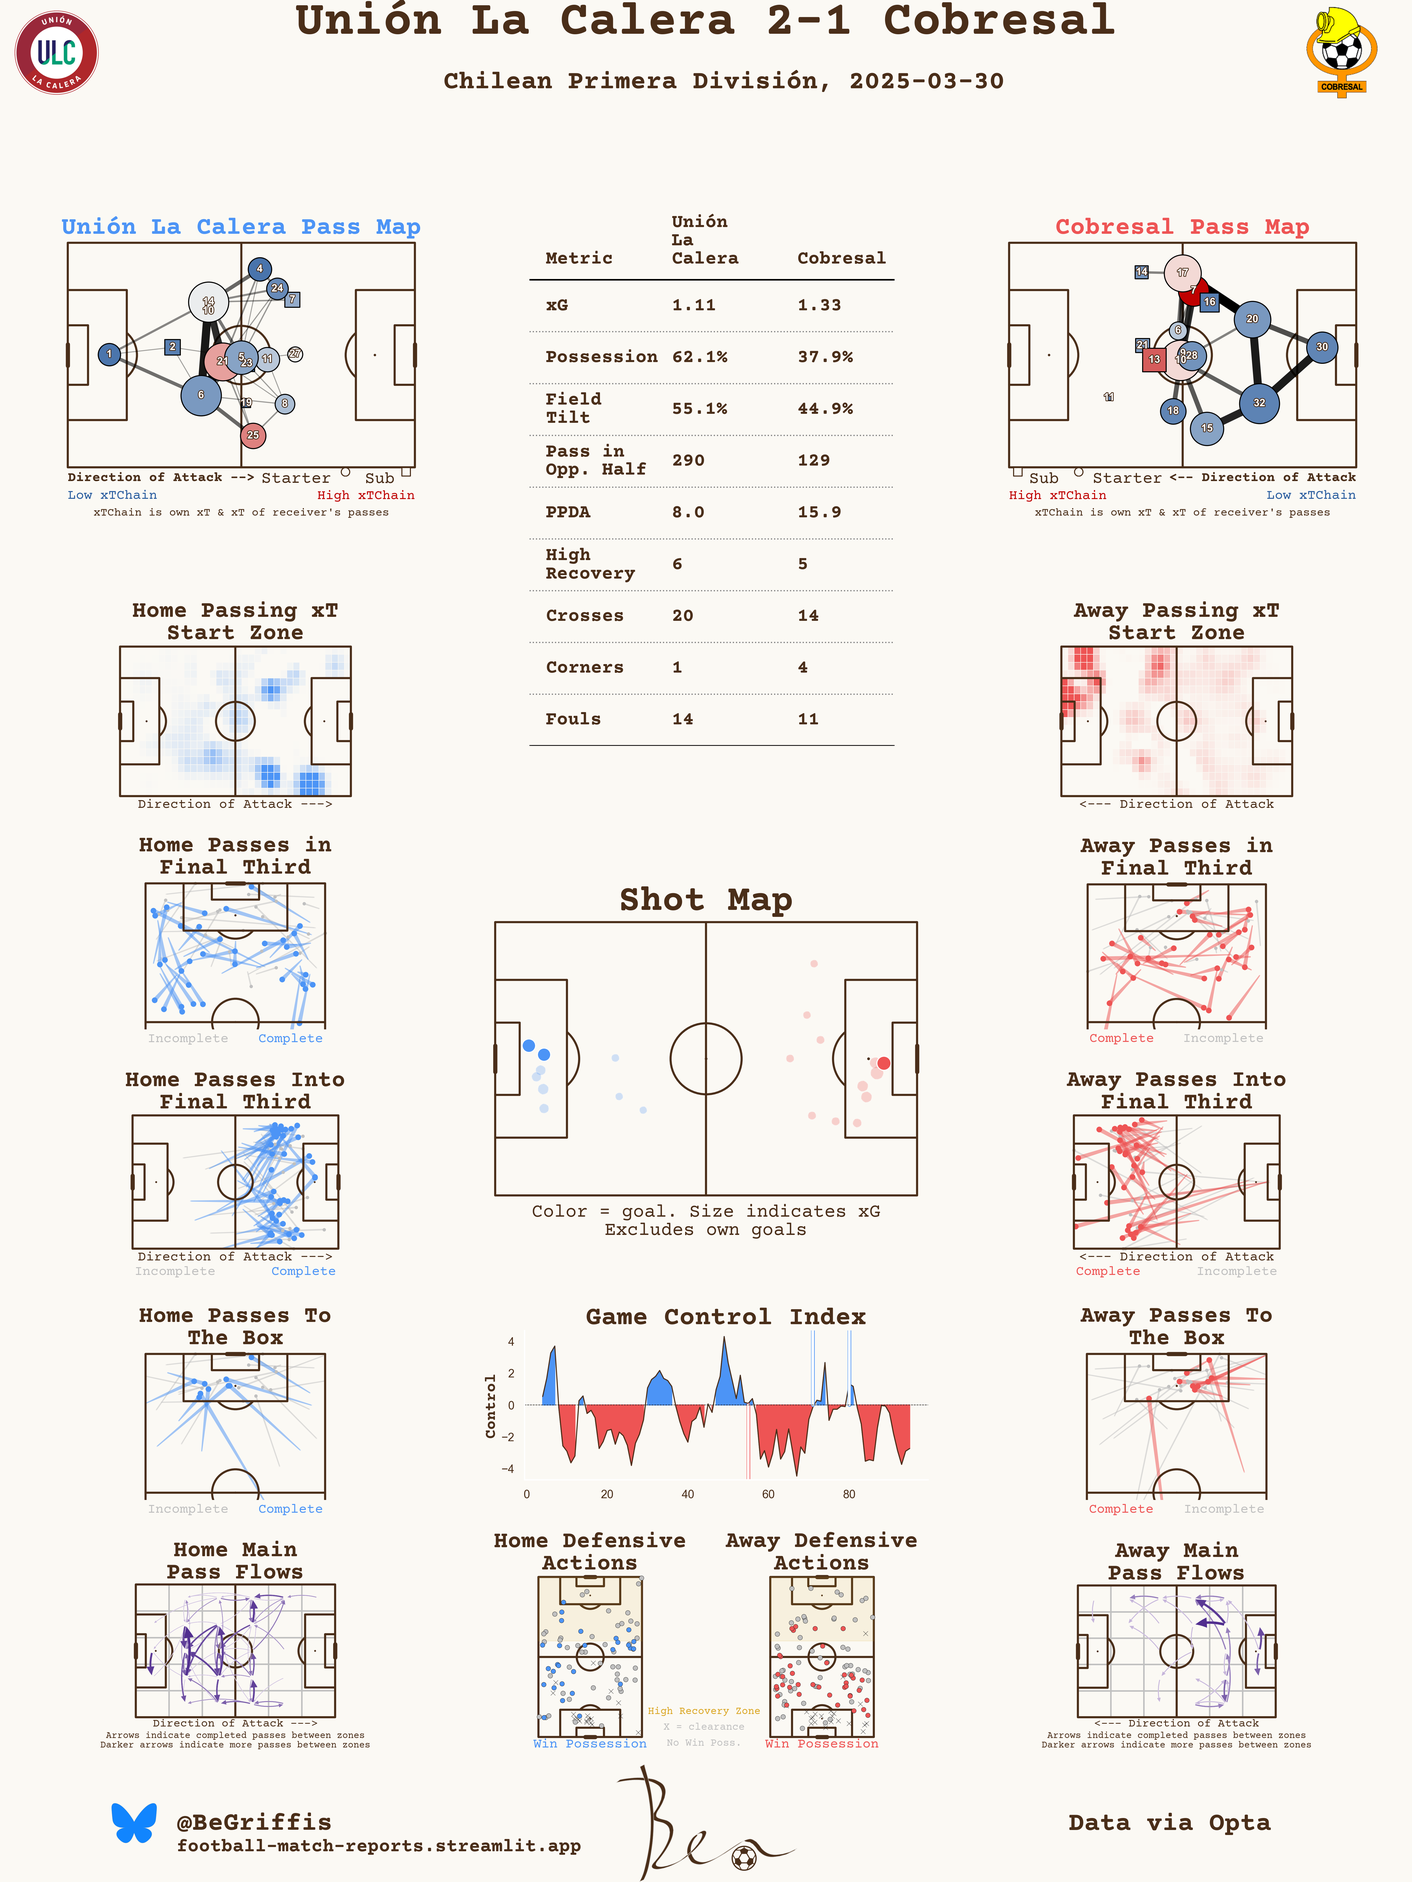 Unión La Calera 2-1 Cobresal
UNIÓN
ULC
LA CALERA
COBRESAL
Chilean Primera División, 2025-03-30
Unión La Calera Pass Map
4
24
7
14
10
1
2
21
5
23
11
27
6
19
8
25
Direction of Attack --> Starter Sub
Low xTChain High xTChain
xTChain is own xT & xT of receiver's passes
Metric Unión La Calera Cobresal
xG 1.11 1.33
Possession 62.1% 37.9%
Field Tilt 55.1% 44.9%
Pass in Opp. Half 290 129
PPDA 8.0 15.9
High Recovery 6 5
Crosses 20 14
Corners 1 4
Fouls 14 11
Cobresal Pass Map
14
17
7
16
20
6
21
13
9
10
28
30
11
18
32
15
Sub Starter <-- Direction of Attack
High xTChain Low xTChain
xTChain is own xT & xT of receiver's passes
Home Passing xT
Start Zone
Direction of Attack --->
Away Passing xT
Start Zone
<--- Direction of Attack
Home Passes in
Final Third
Incomplete Complete
Away Passes in
Final Third
Complete Incomplete
Shot Map
Color = goal. Size indicates xG
Excludes own goals
Home Passes Into
Final Third
Direction of Attack --->
Incomplete Complete
Away Passes Into
Final Third
<--- Direction of Attack
Complete Incomplete
Home Passes To
The Box
Incomplete Complete
Game Control Index
Control
4
2
0
−2
−4
0 20 40 60 80
Away Passes To
The Box
Complete Incomplete
Home Main
Pass Flows
Direction of Attack --->
Arrows indicate completed passes between zones
Darker arrows indicate more passes between zones
Home Defensive
Actions
Win Possession
Away Defensive
Actions
Win Possession
High Recovery Zone
X = clearance
No Win Poss.
Away Main
Pass Flows
<--- Direction of Attack
Arrows indicate completed passes between zones
Darker arrows indicate more passes between zones
@BeGriffis
football-match-reports.streamlit.app
Ben
Data via Opta